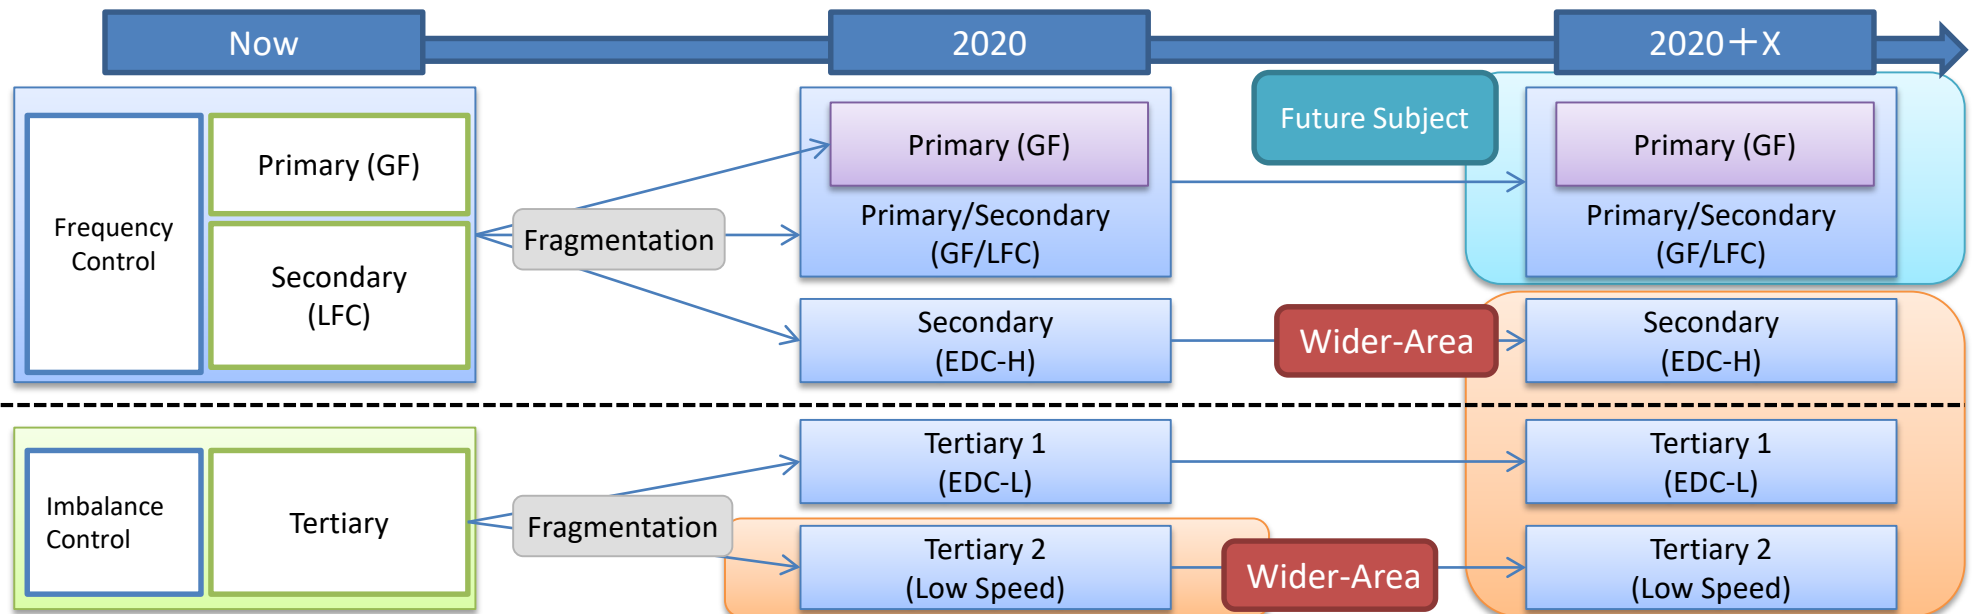 Now
2020
2020＋X
Frequency
Control
Primary (GF)
Secondary
(LFC)
Fragmentation
Primary (GF)
Primary/Secondary
(GF/LFC)
Secondary
(EDC-H)
Future Subject
Wider-Area
Primary (GF)
Primary/Secondary
(GF/LFC)
Secondary
(EDC-H)
Imbalance
Control
Tertiary
Fragmentation
Tertiary 1
(EDC-L)
Tertiary 2
(Low Speed)
Wider-Area
Tertiary 1
(EDC-L)
Tertiary 2
(Low Speed)